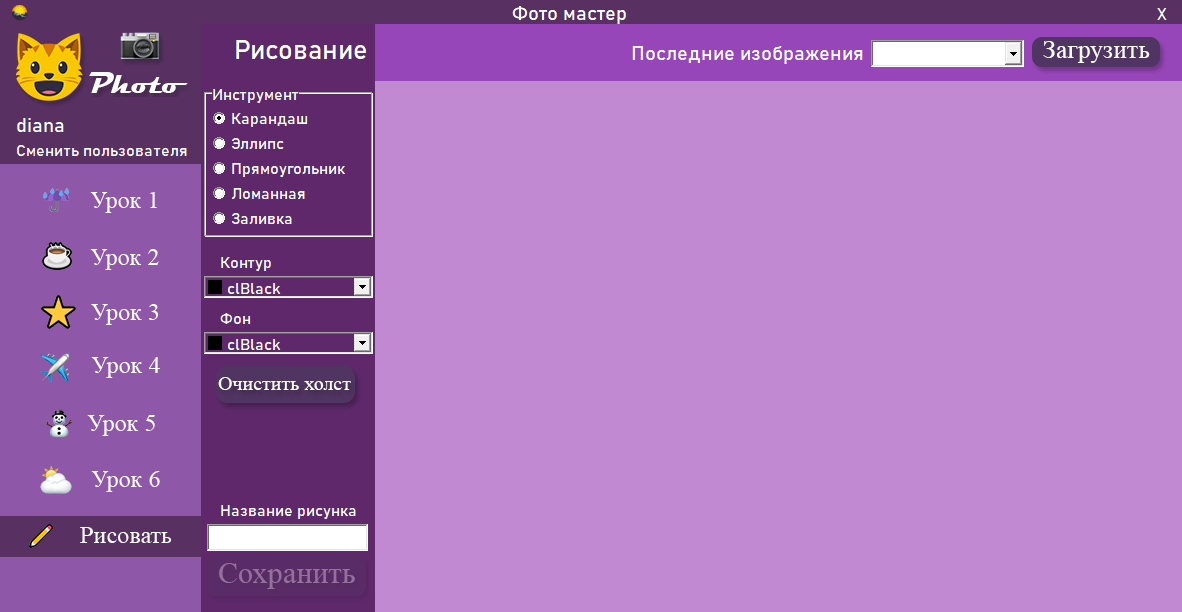 Фото мастер
X
Photo
diana
Сменить пользователя
Урок 1
Урок 2
Урок 3
Урок 4
Урок 5
Урок 6
Рисовать
Рисование
Инструмент
Карандаш
Эллипс
Прямоугольник
Ломанная
Заливка
Контур
clBlack
Фон
clBlack
Очистить холст
Название рисунка
Сохранить
Последние изображения
Загрузить